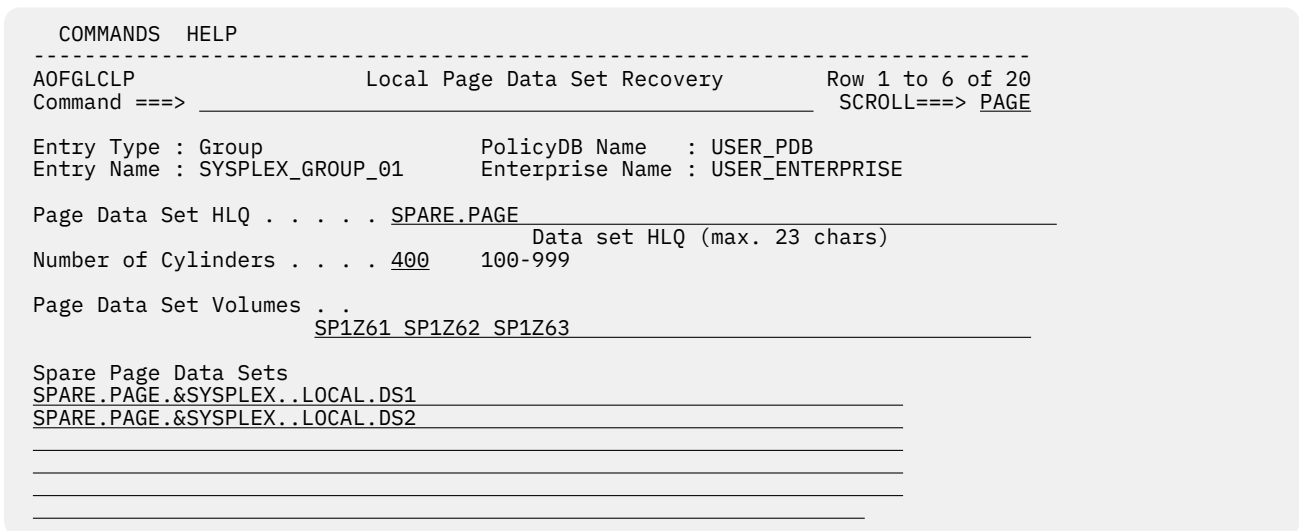 COMMANDS HELP
-------------------------------------------------------------------------------
AOFGLCLP Local Page Data Set Recovery Row 1 to 6 of 20
Command ===> SCROLL===> PAGE
Entry Type : Group PolicyDB Name : USER_PDB
Entry Name : SYSPLEX_GROUP_01 Enterprise Name : USER_ENTERPRISE
Page Data Set HLQ . . . . . SPARE.PAGE
Data set HLQ (max. 23 chars)
Number of Cylinders . . . . 400 100-999
Page Data Set Volumes . .
SP1Z61 SP1Z62 SP1Z63
Spare Page Data Sets
SPARE.PAGE.&SYSPLEX..LOCAL.DS1
SPARE.PAGE.&SYSPLEX..LOCAL.DS2